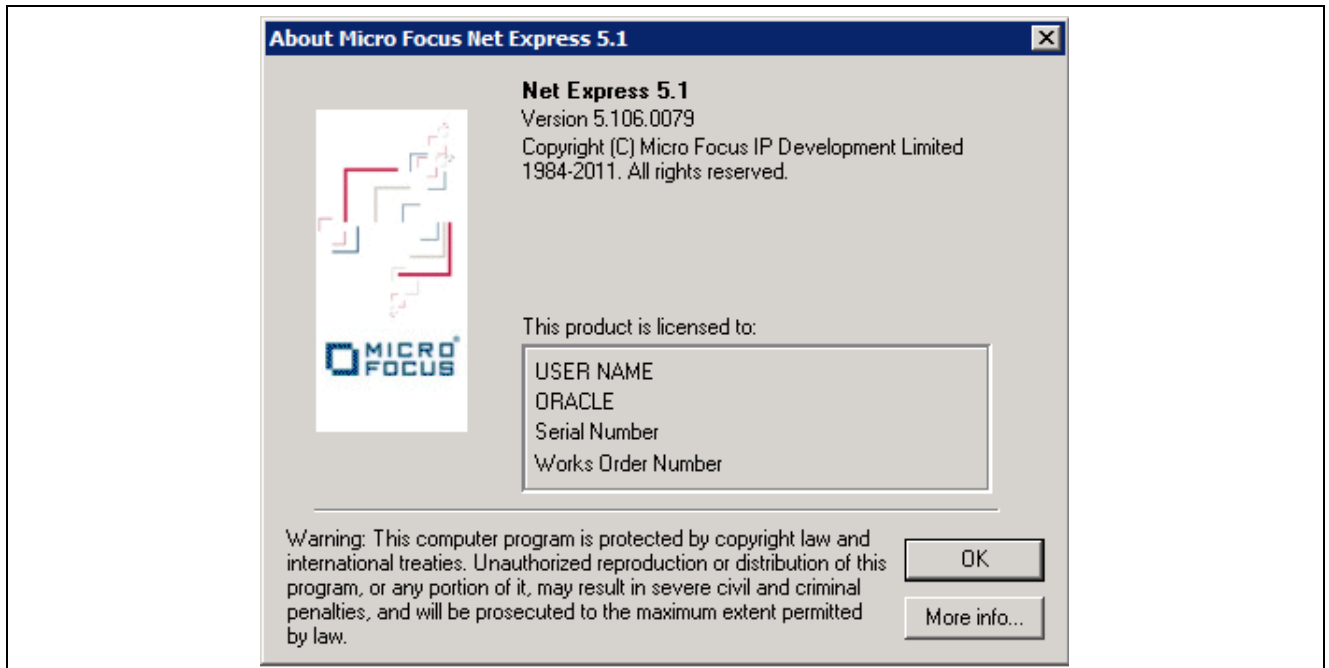 About Micro Focus Net Express 5.1
Net Express 5.1
Version 5.106.0079
Copyright (C) Micro Focus IP Development Limited
1984-2011. All rights reserved.
MICRO
FOCUS
This product is licensed to:
USER NAME
ORACLE
Serial Number
Works Order Number
Warning: This computer program is protected by copyright law and
international treaties. Unauthorized reproduction or distribution of this
program, or any portion of it, may result in severe civil and criminal
penalties, and will be prosecuted to the maximum extent permitted
by law.
OK
More info...